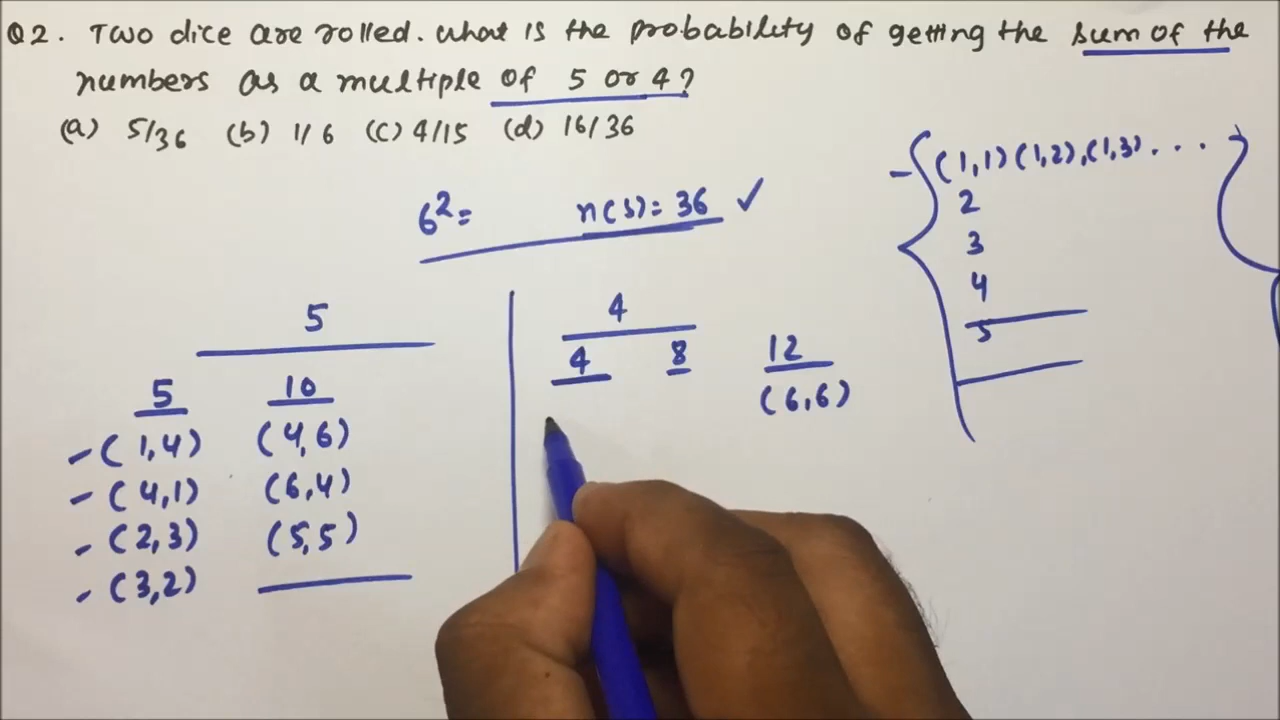 Q2. Two dice are rolled. what is the probability of getting the sum of the
numbers as a multiple of 5 or 4?
(a) 5/36 (b) 1/6 (c) 4/15 (d) 16/36
6²= n(s)=36 ✓
5
5 10
-(1,4) (4,6)
-(4,1) (6,4)
-(2,3) (5,5)
-(3,2)
4
4 8 12
(6,6)
-{(1,1)(1,2),(1,3)...}
2
3
4
5